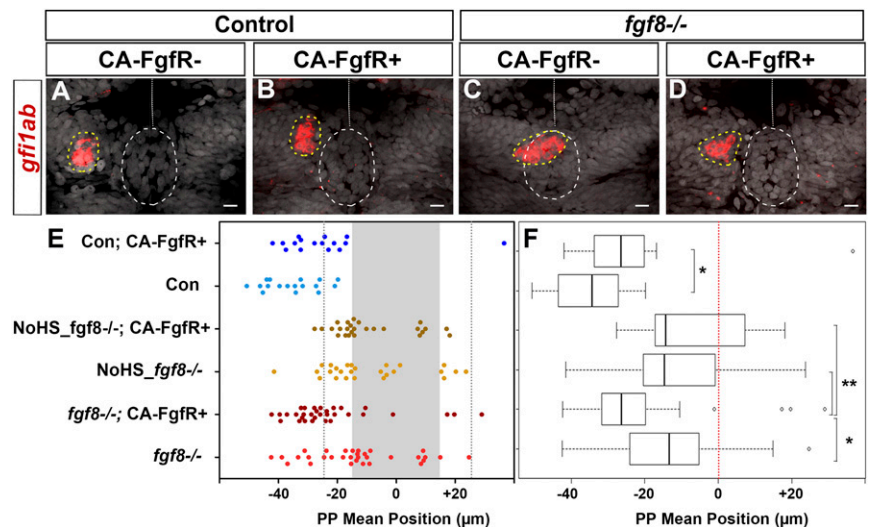 Control
fgf8-/-
CA-FgfR-
CA-FgfR+
CA-FgfR-
CA-FgfR+
gfi1ab
A
B
C
D
E
F
Con; CA-FgfR+
Con
NoHS_fgf8-/-; CA-FgfR+
NoHS_fgf8-/-
fgf8-/-; CA-FgfR+
fgf8-/-
*
**
*
-40 -20 0 +20
PP Mean Position (µm)
-40 -20 0 +20
PP Mean Position (µm)